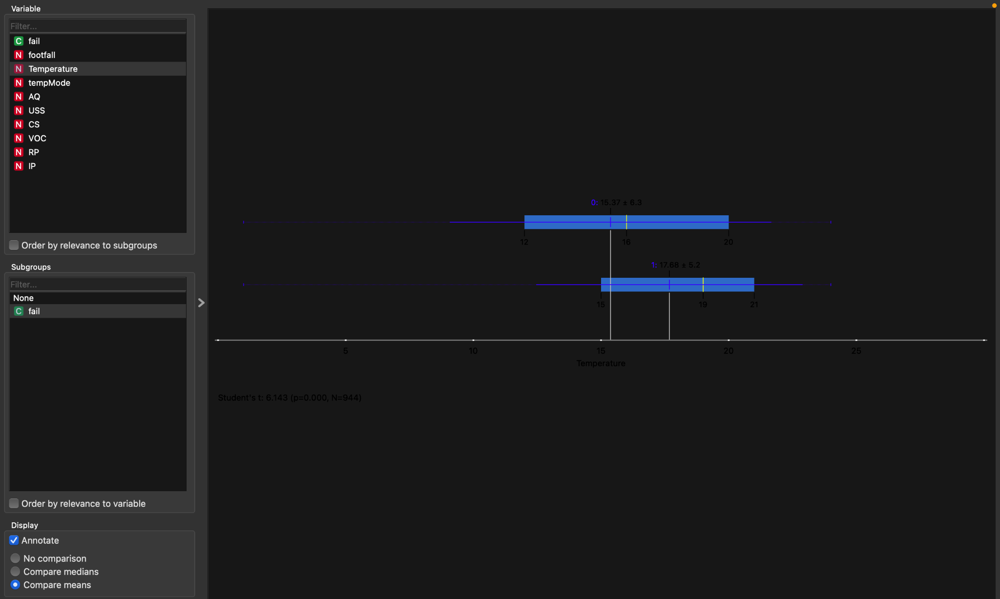 Variable
Filter...
C fail
N footfall
N Temperature
N tempMode
N AQ
N USS
N CS
N VOC
N RP
N IP
Order by relevance to subgroups
Subgroups
Filter...
None
C fail
Order by relevance to variable
Display
Annotate
No comparison
Compare medians
Compare means
0: 15.37 ± 6.3
12 16 20
1: 17.68 ± 5.2
15 19 21
5 10 15 20 25
Temperature
Student's t: 6.143 (p=0.000, N=944)